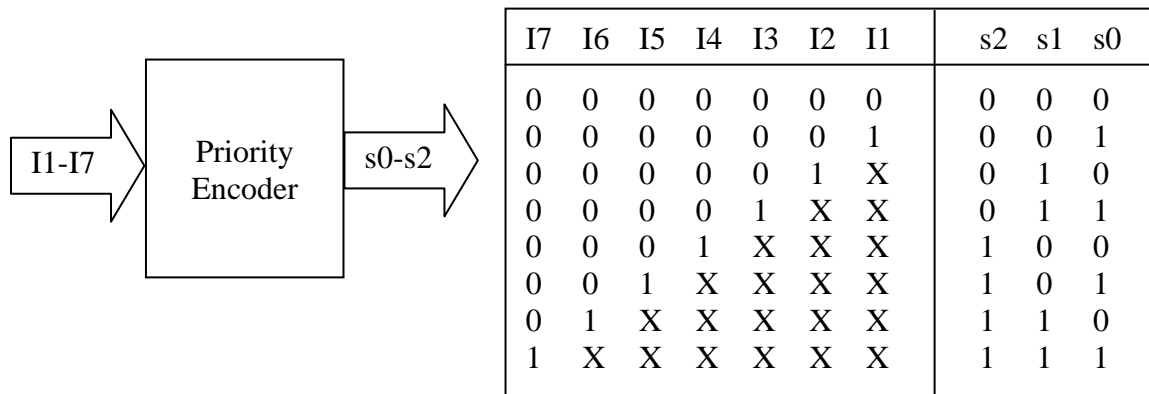 I1-I7
Priority
Encoder
s0-s2
I7 I6 I5 I4 I3 I2 I1 s2 s1 s0
0 0 0 0 0 0 0 0 0 0
0 0 0 0 0 0 1 0 0 1
0 0 0 0 0 1 X 0 1 0
0 0 0 0 1 X X 0 1 1
0 0 0 1 X X X 1 0 0
0 0 1 X X X X 1 0 1
0 1 X X X X X 1 1 0
1 X X X X X X 1 1 1